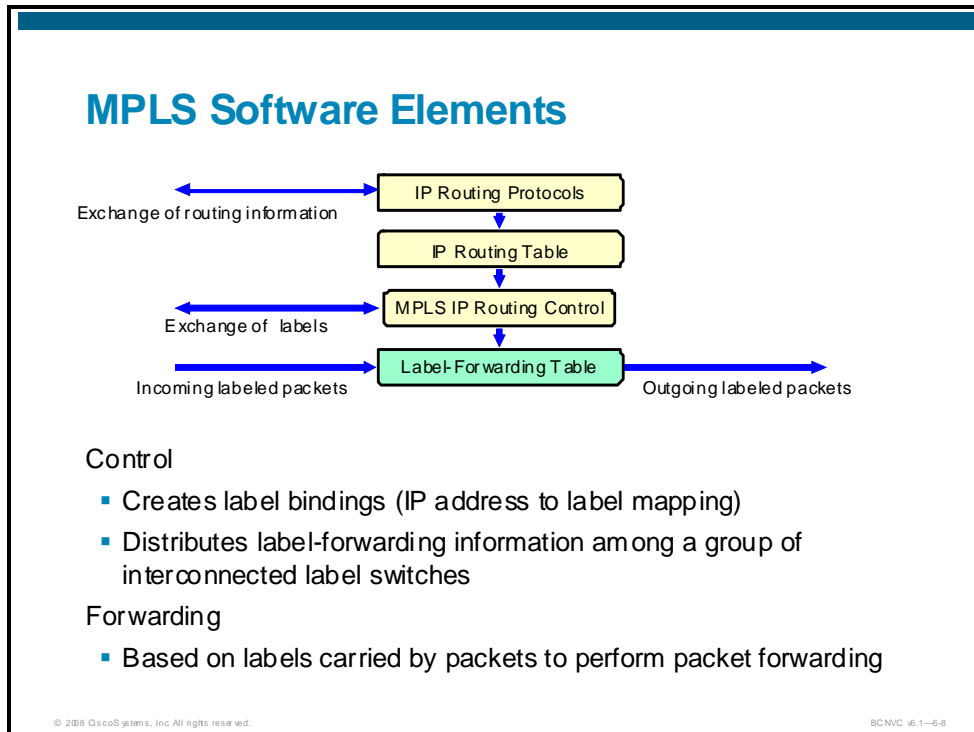 MPLS Software Elements
IP Routing Protocols
Exchange of routing information
IP Routing Table
MPLS IP Routing Control
Exchange of labels
Label-Forwarding Table
Incoming labeled packets
Outgoing labeled packets
Control
▪ Creates label bindings (IP address to label mapping)
▪ Distributes label-forwarding information among a group of
interconnected label switches
Forwarding
▪ Based on labels carried by packets to perform packet forwarding
© 2008 Cisco Systems, Inc. All rights reserved.
BCNVC v6.1—6-8